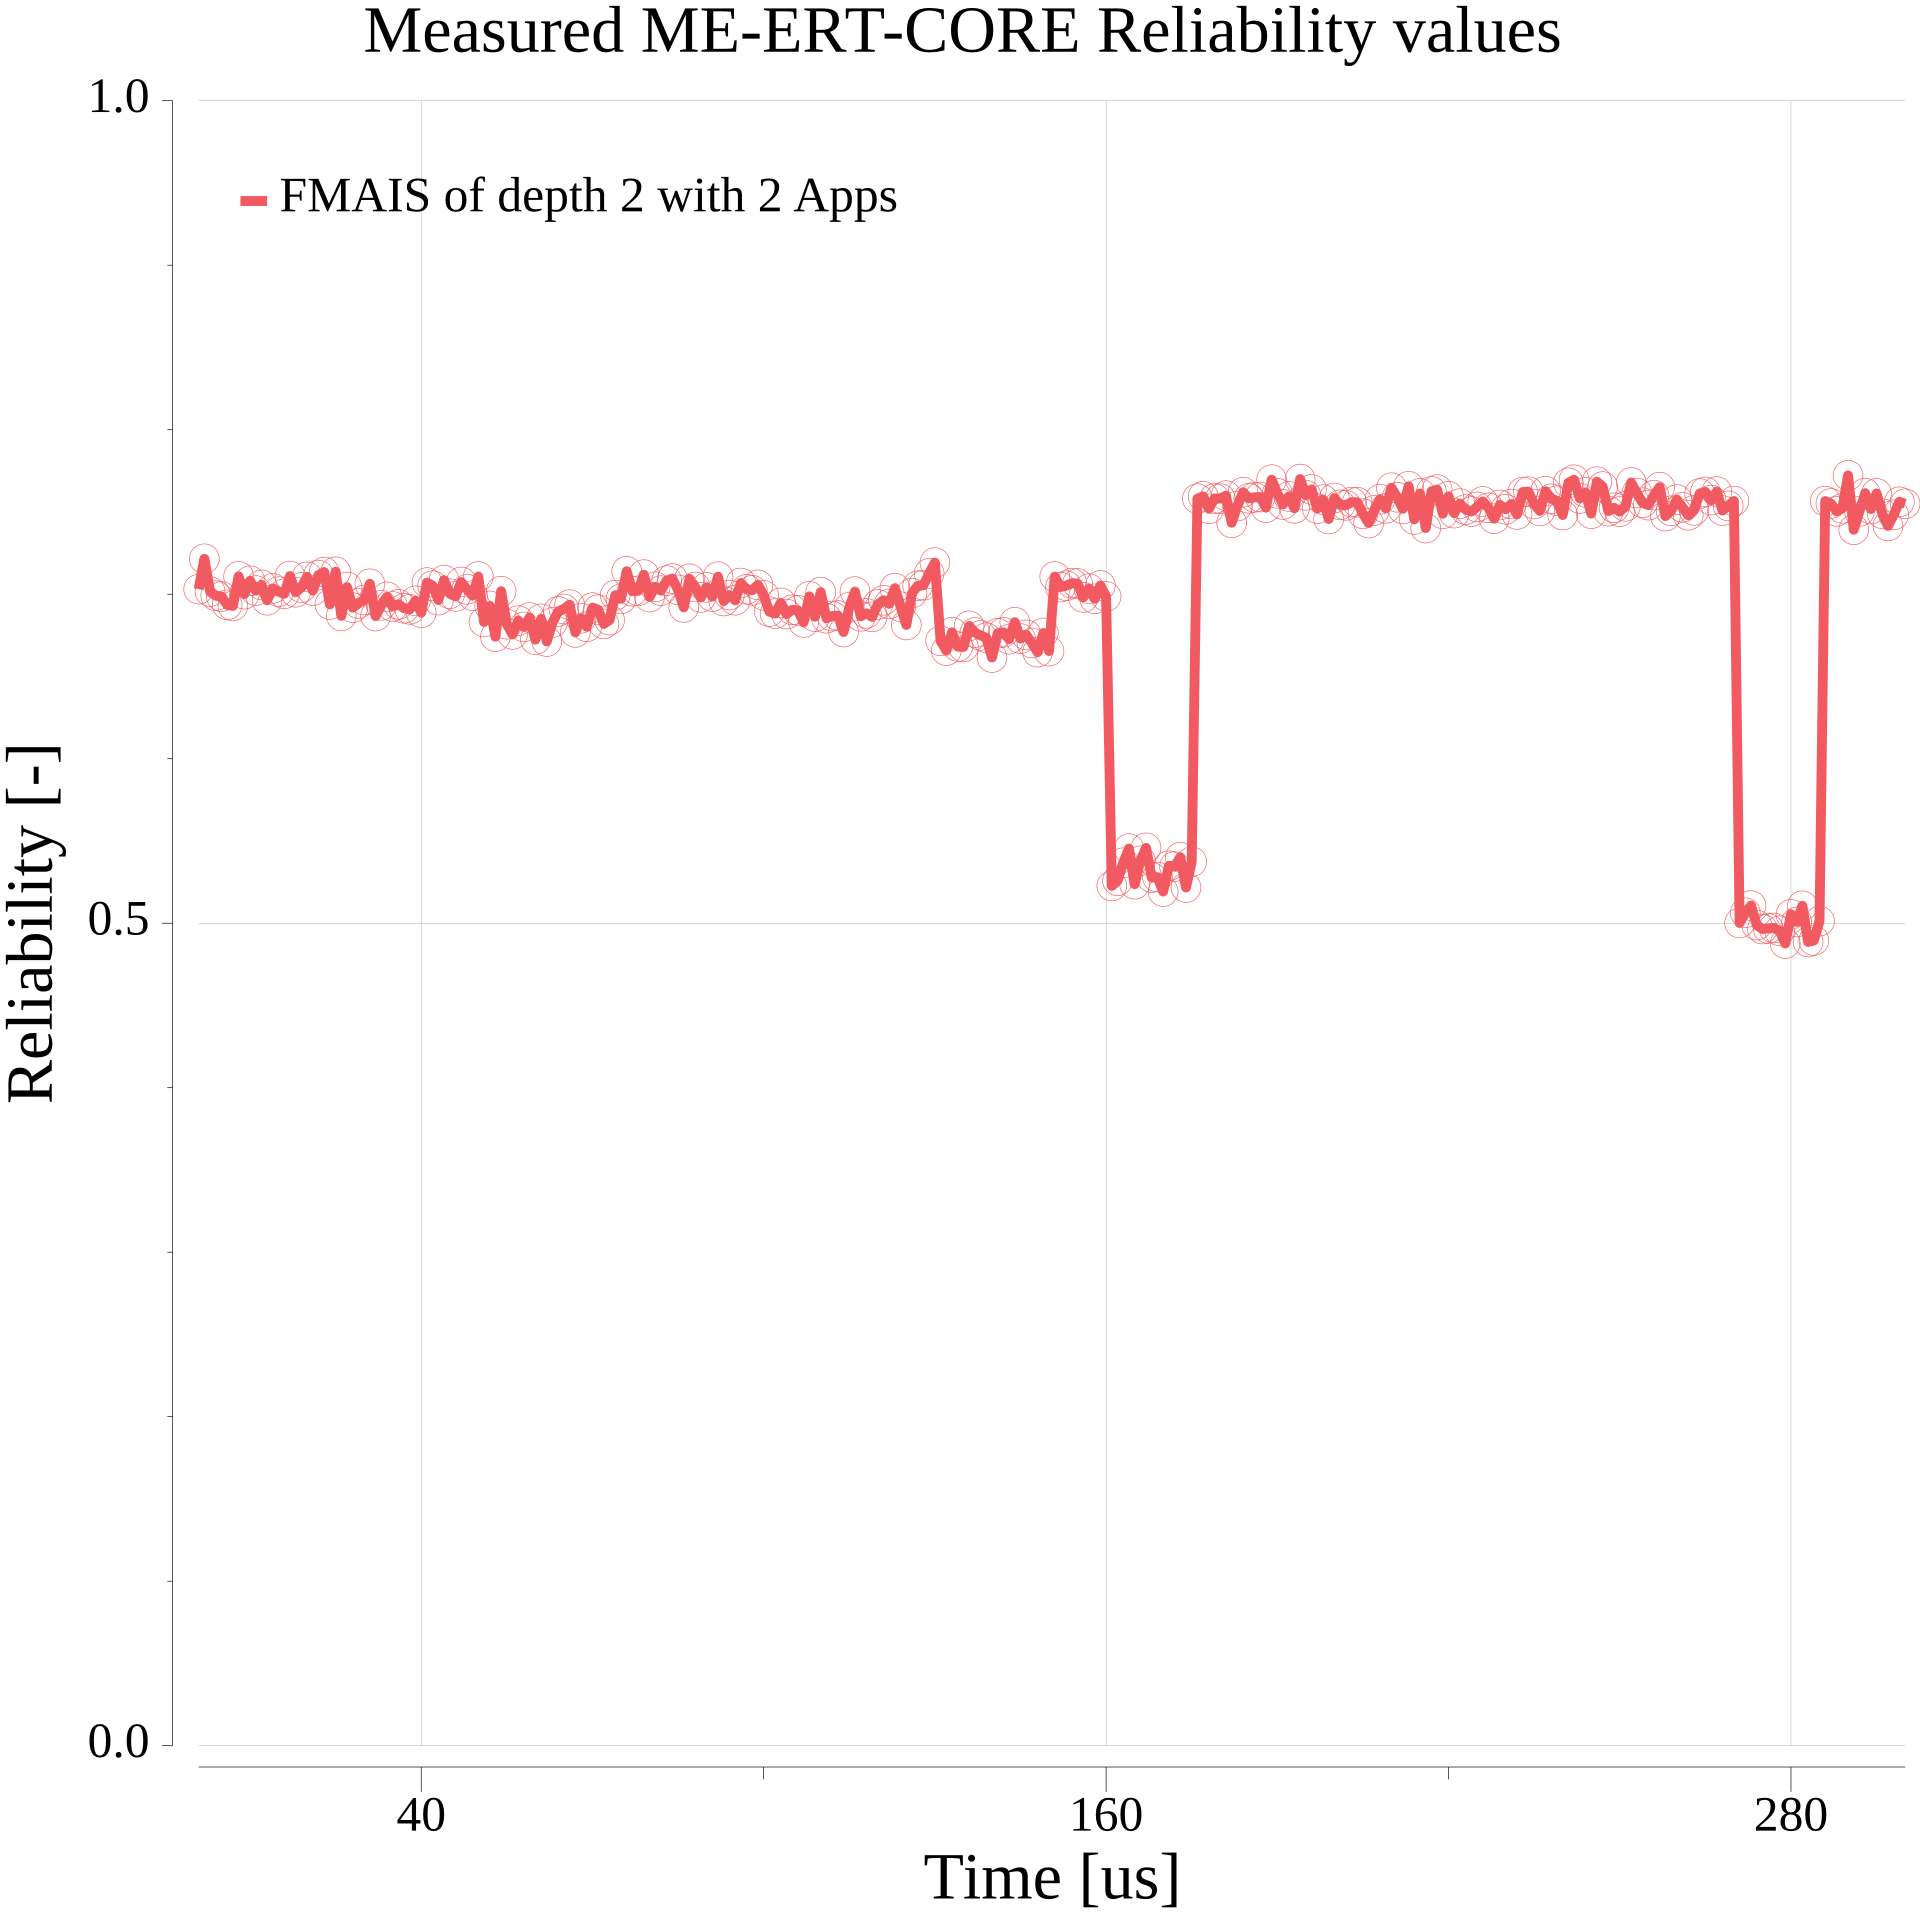 Measured ME-ERT-CORE Reliability values
1.0
FMAIS of depth 2 with 2 Apps
Reliability [-]
0.5
0.0
40
160
280
Time [us]